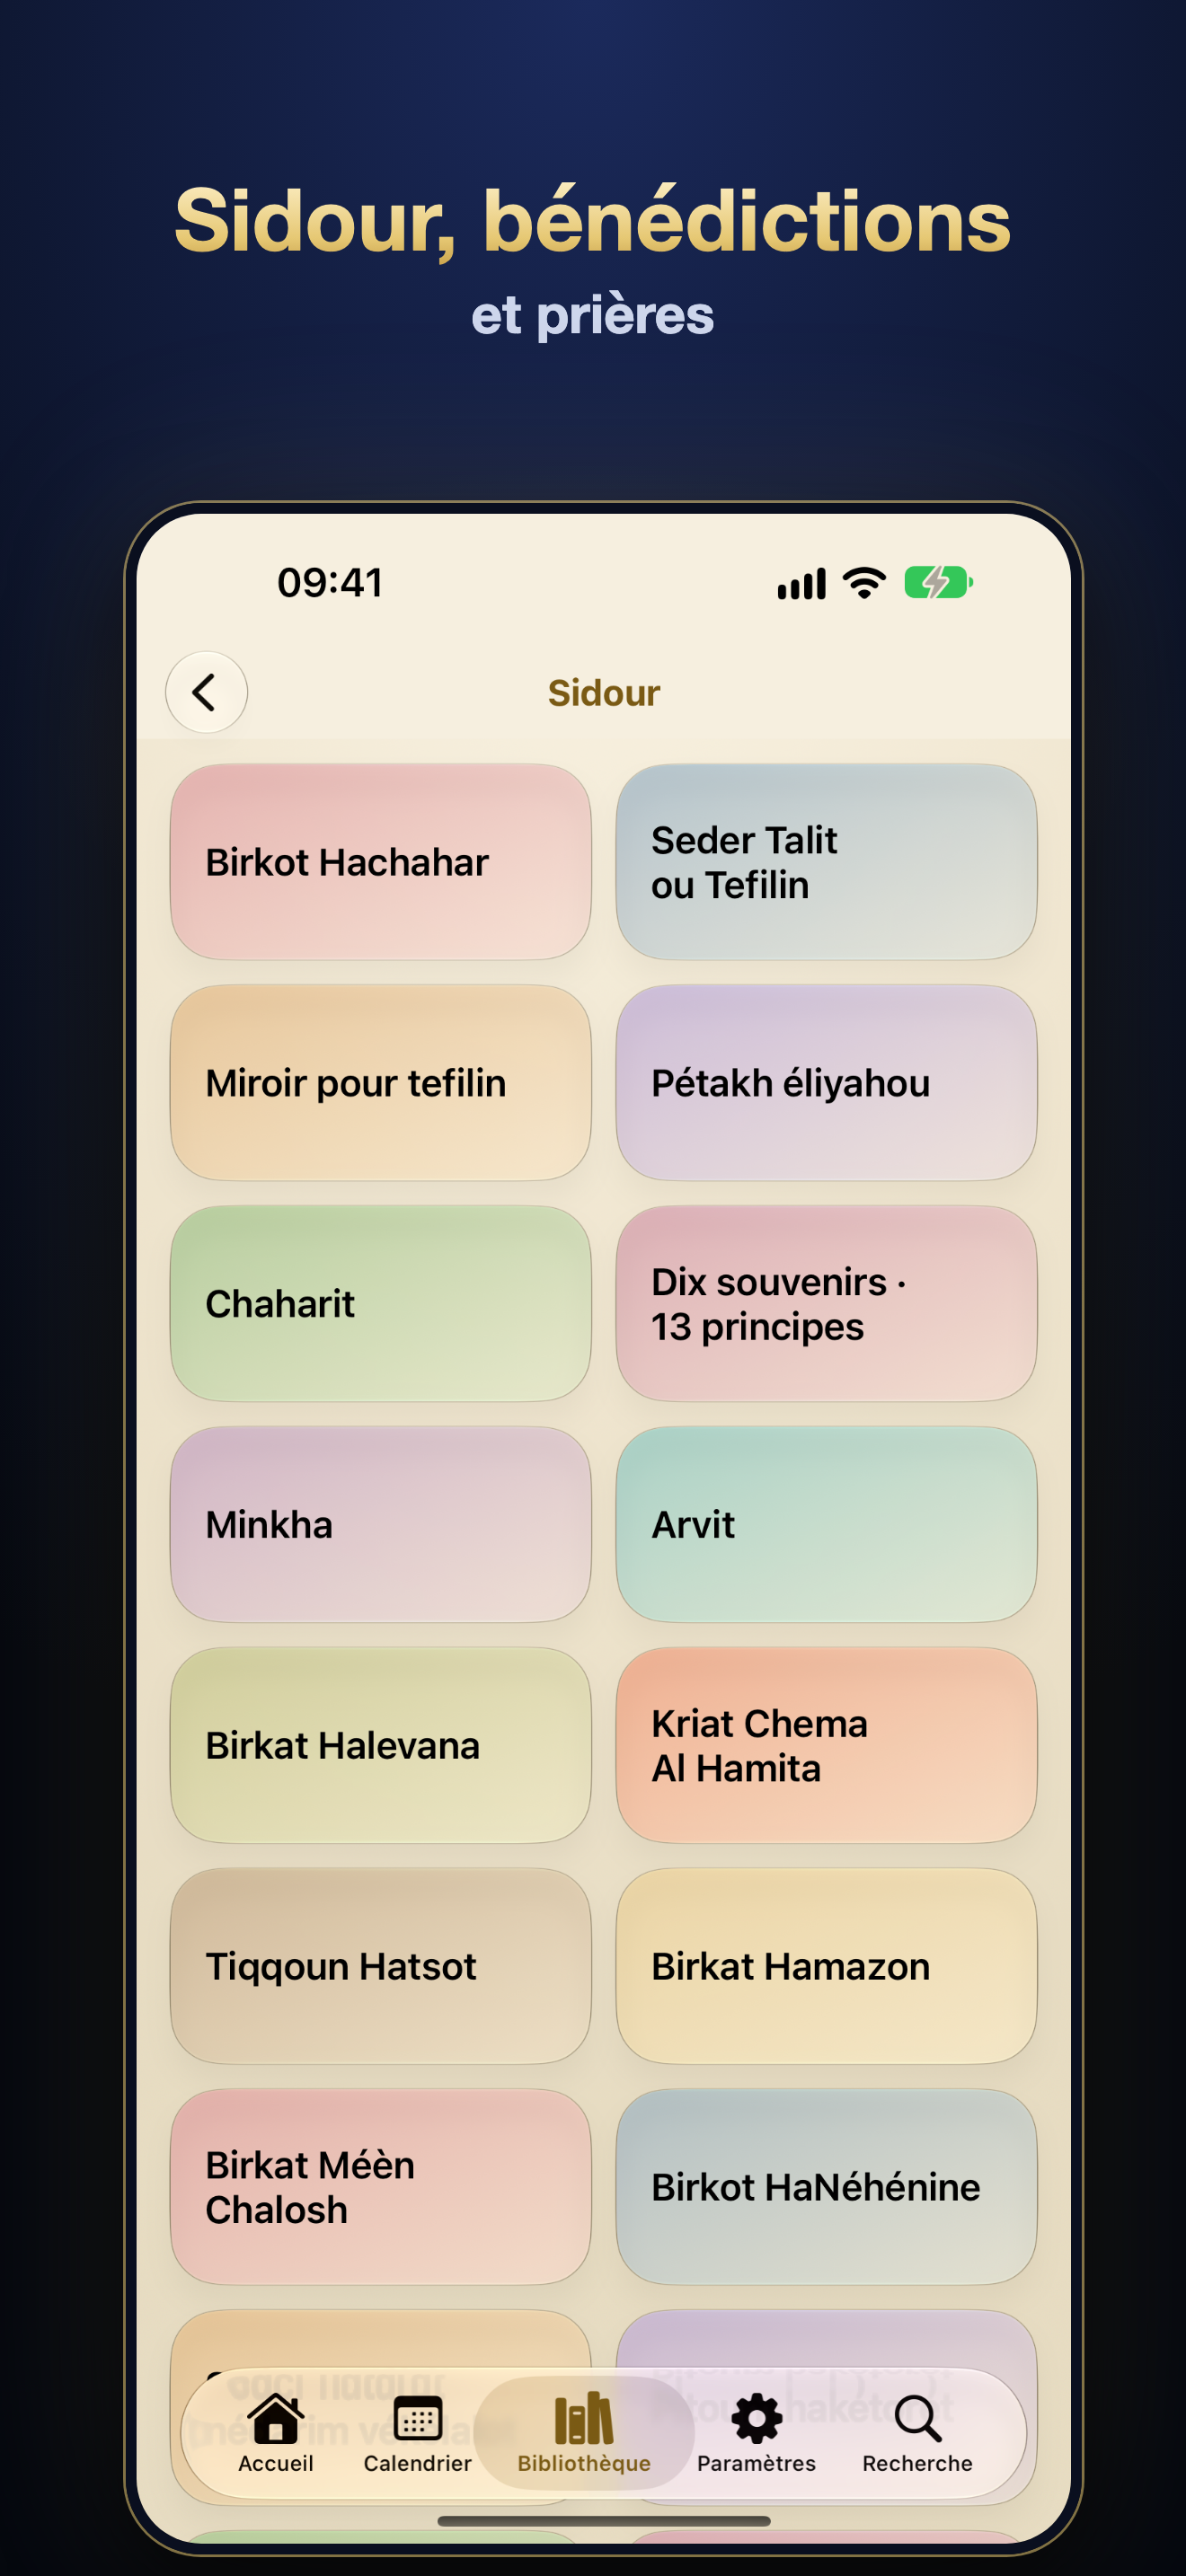 Sidour, bénédictions
et prières
09:41
Sidour
Birkot Hachahar
Seder Talit
ou Tefilin
Miroir pour tefilin
Pétakh éliyahou
Chaharit
Dix souvenirs ·
13 principes
Minkha
Arvit
Birkat Halevana
Kriat Chema
Al Hamita
Tiqqoun Hatsot
Birkat Hamazon
Birkat Méèn
Chalosh
Birkot HaNéhénine
Accueil
Calendrier
Bibliothèque
Paramètres
Recherche